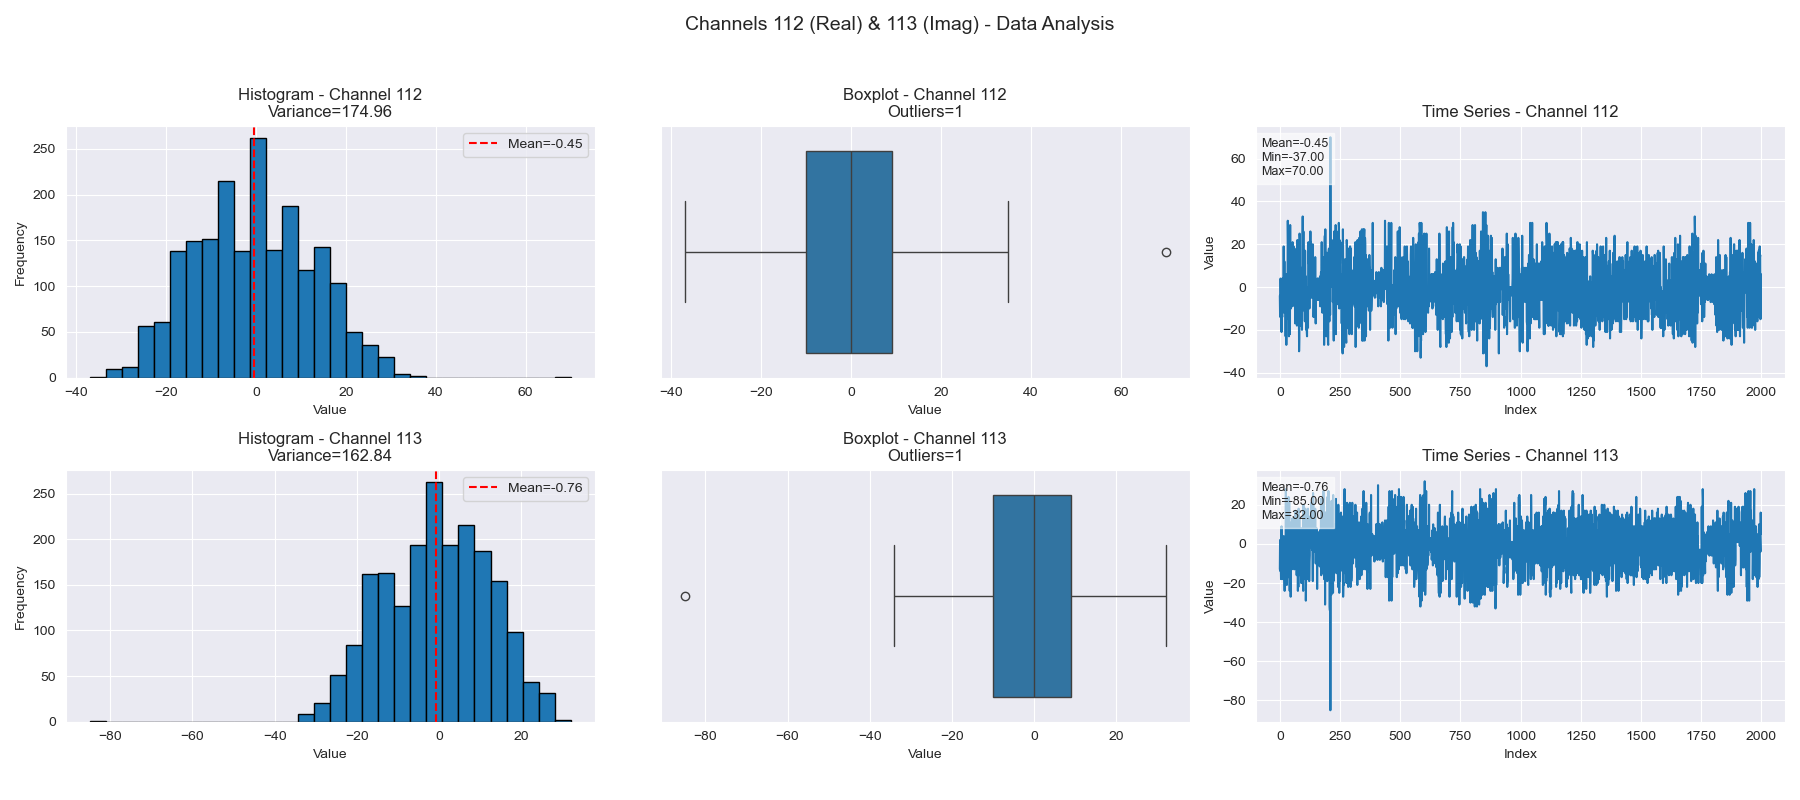 Channels 112 (Real) & 113 (Imag) - Data Analysis
Histogram - Channel 112
Variance=174.96
Mean=-0.45
Frequency
250
200
150
100
50
0
−40 −20 0 20 40 60
Value
Boxplot - Channel 112
Outliers=1
−40 −20 0 20 40 60
Value
Time Series - Channel 112
Mean=-0.45
Min=-37.00
Max=70.00
Value
60
40
20
0
−20
−40
0 250 500 750 1000 1250 1500 1750 2000
Index
Histogram - Channel 113
Variance=162.84
Mean=-0.76
Frequency
250
200
150
100
50
0
−80 −60 −40 −20 0 20
Value
Boxplot - Channel 113
Outliers=1
−80 −60 −40 −20 0 20
Value
Time Series - Channel 113
Mean=-0.76
Min=-85.00
Max=32.00
Value
20
0
−20
−40
−60
−80
0 250 500 750 1000 1250 1500 1750 2000
Index